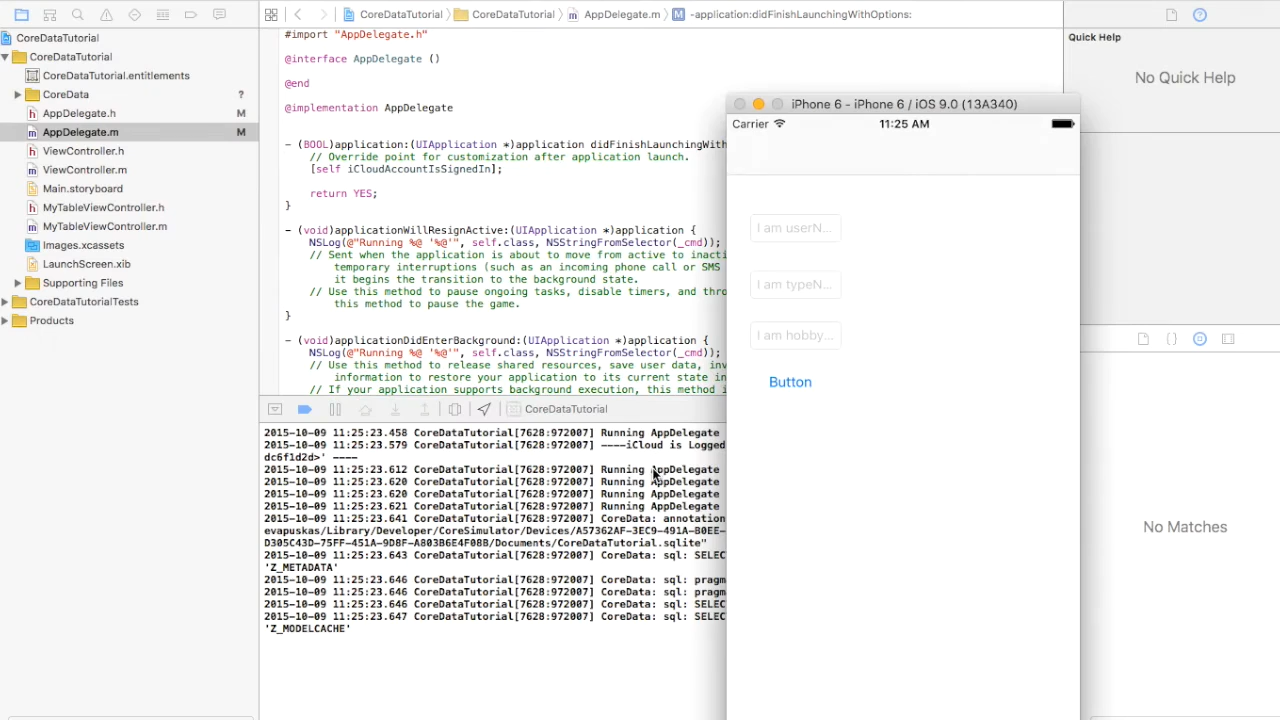 CoreDataTutorial
CoreDataTutorial
CoreDataTutorial.entitlements
CoreData ?
AppDelegate.h M
AppDelegate.m M
ViewController.h
ViewController.m
Main.storyboard
MyTableViewController.h
MyTableViewController.m
Images.xcassets
LaunchScreen.xib
Supporting Files
CoreDataTutorialTests
Products
CoreDataTutorial CoreDataTutorial AppDelegate.m -application:didFinishLaunchingWithOptions:
#import "AppDelegate.h"
@interface AppDelegate ()
@end
@implementation AppDelegate
- (BOOL)application:(UIApplication *)application didFinishLaunchingWith
// Override point for customization after application launch.
[self iCloudAccountIsSignedIn];
return YES;
}
- (void)applicationWillResignActive:(UIApplication *)application {
NSLog(@"Running %@ '%@'", self.class, NSStringFromSelector(_cmd));
// Sent when the application is about to move from active to inacti
temporary interruptions (such as an incoming phone call or SMS
it begins the transition to the background state.
// Use this method to pause ongoing tasks, disable timers, and thro
this method to pause the game.
}
- (void)applicationDidEnterBackground:(UIApplication *)application {
NSLog(@"Running %@ '%@'", self.class, NSStringFromSelector(_cmd));
// Use this method to release shared resources, save user data, inv
information to restore your application to its current state in
// If your application supports background execution, this method i
CoreDataTutorial
2015-10-09 11:25:23.458 CoreDataTutorial[7628:972007] Running AppDelegate
2015-10-09 11:25:23.579 CoreDataTutorial[7628:972007] ----iCloud is Logged
dc6f1d2d>' ----
2015-10-09 11:25:23.612 CoreDataTutorial[7628:972007] Running AppDelegate
2015-10-09 11:25:23.620 CoreDataTutorial[7628:972007] Running AppDelegate
2015-10-09 11:25:23.620 CoreDataTutorial[7628:972007] Running AppDelegate
2015-10-09 11:25:23.621 CoreDataTutorial[7628:972007] Running AppDelegate
2015-10-09 11:25:23.641 CoreDataTutorial[7628:972007] CoreData: annotation
evapuskas/Library/Developer/CoreSimulator/Devices/A57362AF-3EC9-491A-B0EE-
D305C43D-75FF-451A-9D8F-A803B6E4F08B/Documents/CoreDataTutorial.sqlite"
2015-10-09 11:25:23.643 CoreDataTutorial[7628:972007] CoreData: sql: SELEC
'Z_METADATA'
2015-10-09 11:25:23.646 CoreDataTutorial[7628:972007] CoreData: sql: pragm
2015-10-09 11:25:23.646 CoreDataTutorial[7628:972007] CoreData: sql: pragm
2015-10-09 11:25:23.646 CoreDataTutorial[7628:972007] CoreData: sql: SELEC
2015-10-09 11:25:23.647 CoreDataTutorial[7628:972007] CoreData: sql: SELEC
'Z_MODELCACHE'
iPhone 6 - iPhone 6 / iOS 9.0 (13A340)
Carrier 11:25 AM
I am userN...
I am typeN...
I am hobby...
Button
Quick Help
No Quick Help
No Matches